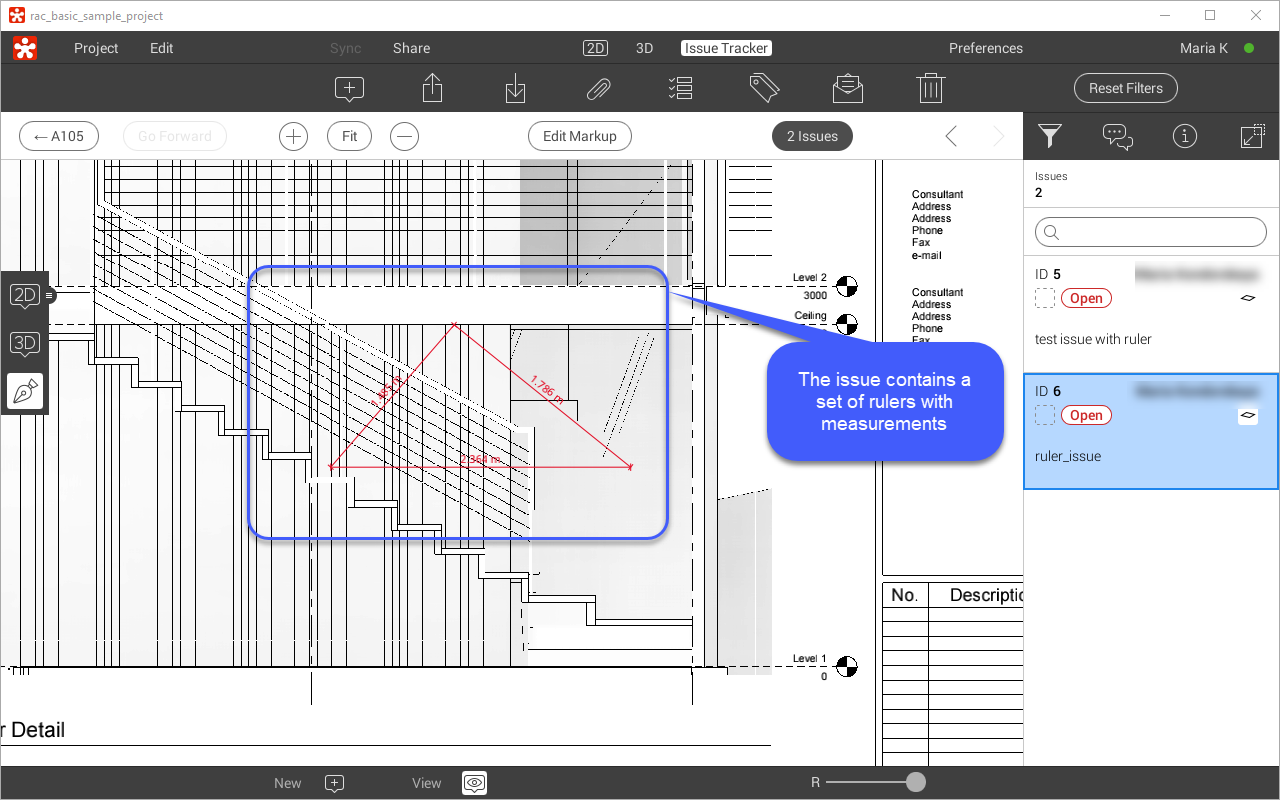 rac_basic_sample_project
Project Edit Sync Share 2D 3D Issue Tracker Preferences Maria K
Reset Filters
← A105 Go Forward Fit Edit Markup 2 Issues
Issues
2
Consultant
Address
Address
Phone
Fax
e-mail
Level 2
3000
Consultant
Address
Address
Phone
Fax
Ceiling
2D
3D
1.786 m
2.364 m
The issue contains a
set of rulers with
measurements
ID 5
Open
test issue with ruler
ID 6
Open
ruler_issue
No. Descriptio
Level 1
0
r Detail
New View R